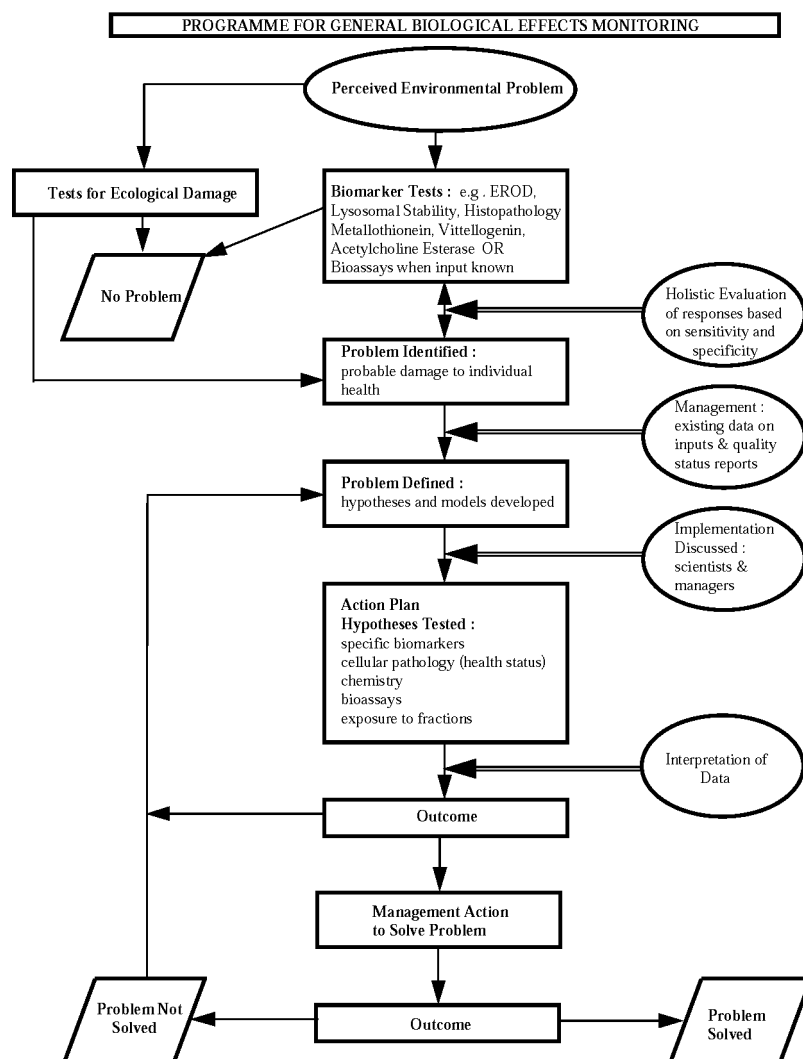 PROGRAMME FOR GENERAL BIOLOGICAL EFFECTS MONITORING
Perceived Environmental Problem
Tests for Ecological Damage
Biomarker Tests : e.g . EROD,
Lysosomal Stability, Histopathology
Metallothionein, Vittellogenin,
Acetylcholine Esterase OR
Bioassays when input known
No Problem
Holistic Evaluation
of responses based
on sensitivity and
specificity
Problem Identified :
probable damage to individual
health
Management :
existing data on
inputs & quality
status reports
Problem Defined :
hypotheses and models developed
Implementation
Discussed :
scientists &
managers
Action Plan
Hypotheses Tested :
specific biomarkers
cellular pathology (health status)
chemistry
bioassays
exposure to fractions
Interpretation of
Data
Outcome
Management Action
to Solve Problem
Problem Not
Solved
Outcome
Problem
Solved